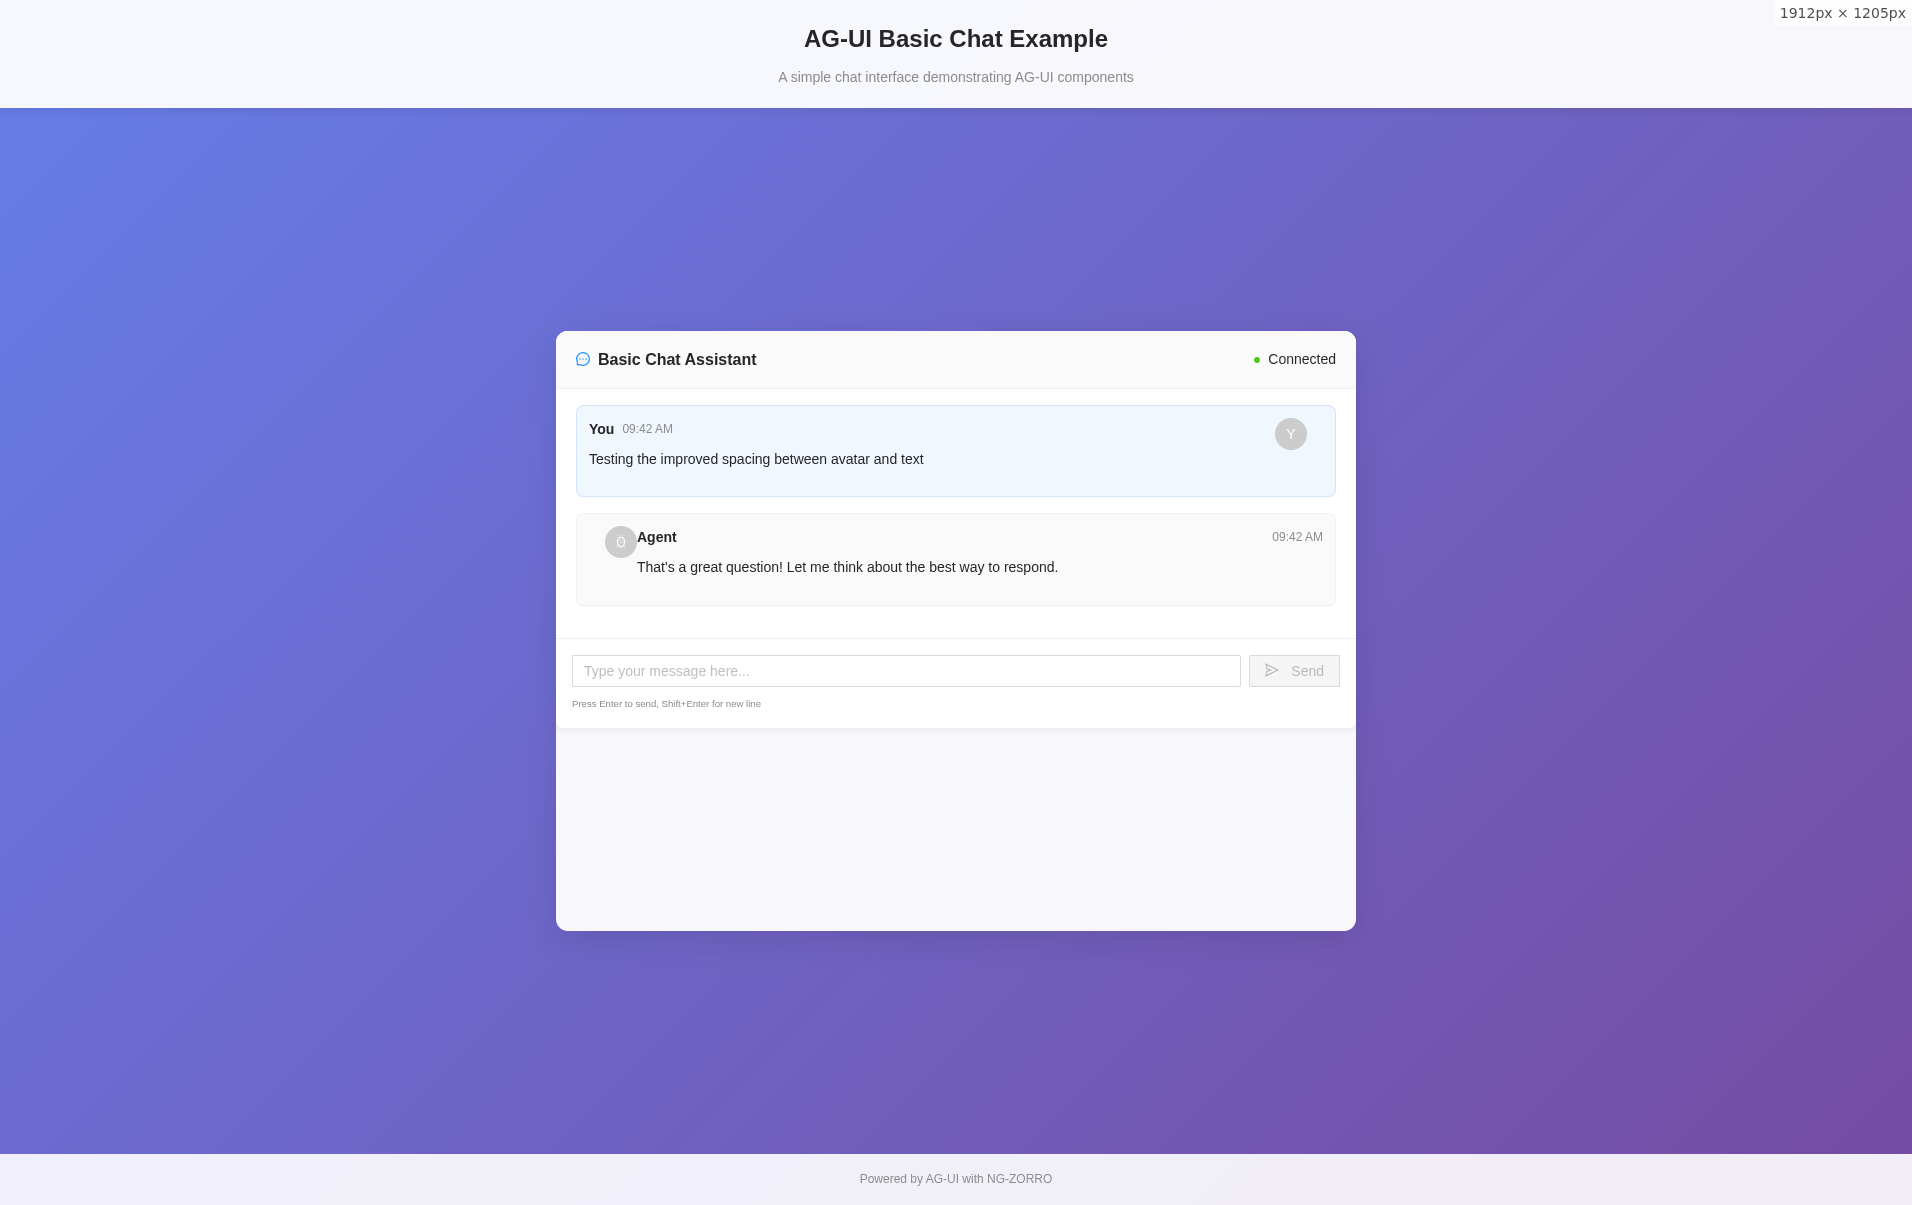 1912px × 1205px
AG-UI Basic Chat Example
A simple chat interface demonstrating AG-UI components
Basic Chat Assistant
Connected
You 09:42 AM
Y
Testing the improved spacing between avatar and text
Agent
09:42 AM
That's a great question! Let me think about the best way to respond.
Type your message here...
Send
Press Enter to send, Shift+Enter for new line
Powered by AG-UI with NG-ZORRO